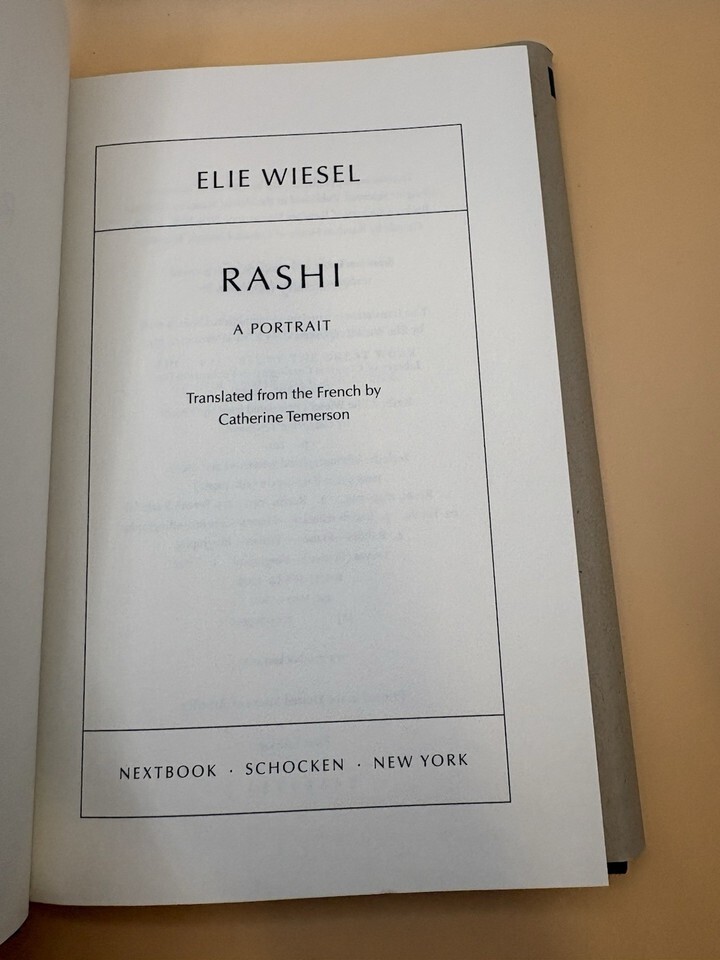 ELIE WIESEL
RASHI
A PORTRAIT
Translated from the French by
Catherine Temerson
NEXTBOOK · SCHOCKEN · NEW YORK